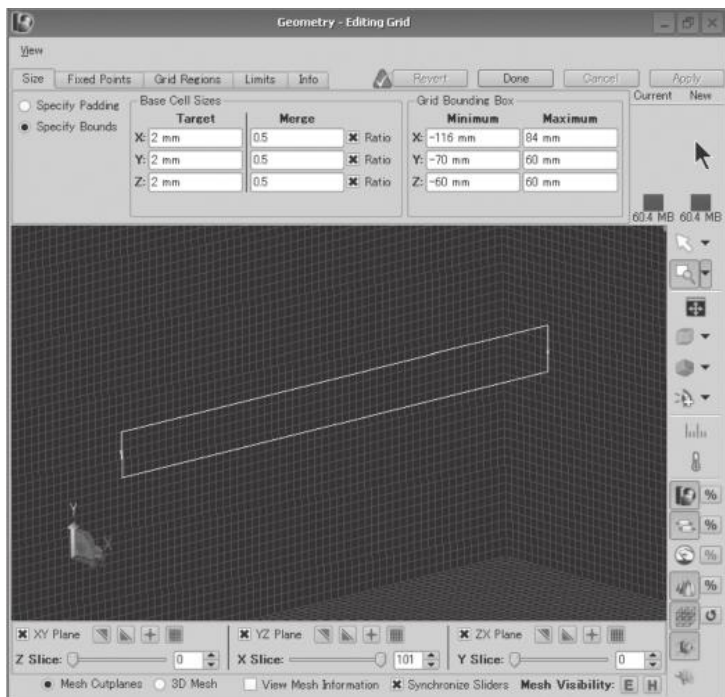 Geometry - Editing Grid
View
Size Fixed Points Grid Regions Limits Info Revert Done Cancel Apply
Specify Padding
Specify Bounds
Base Cell Sizes
Target Merge
X: 2 mm 0.5 Ratio
Y: 2 mm 0.5 Ratio
Z: 2 mm 0.5 Ratio
Grid Bounding Box
Minimum Maximum
X: -116 mm 84 mm
Y: -70 mm 60 mm
Z: -60 mm 60 mm
Current New
60.4 MB 60.4 MB
Y
X
%
%
%
%
XY Plane YZ Plane ZX Plane
Z Slice: 0 X Slice: 101 Y Slice: 0
Mesh Cutplanes 3D Mesh View Mesh Information Synchronize Sliders Mesh Visibility: E H